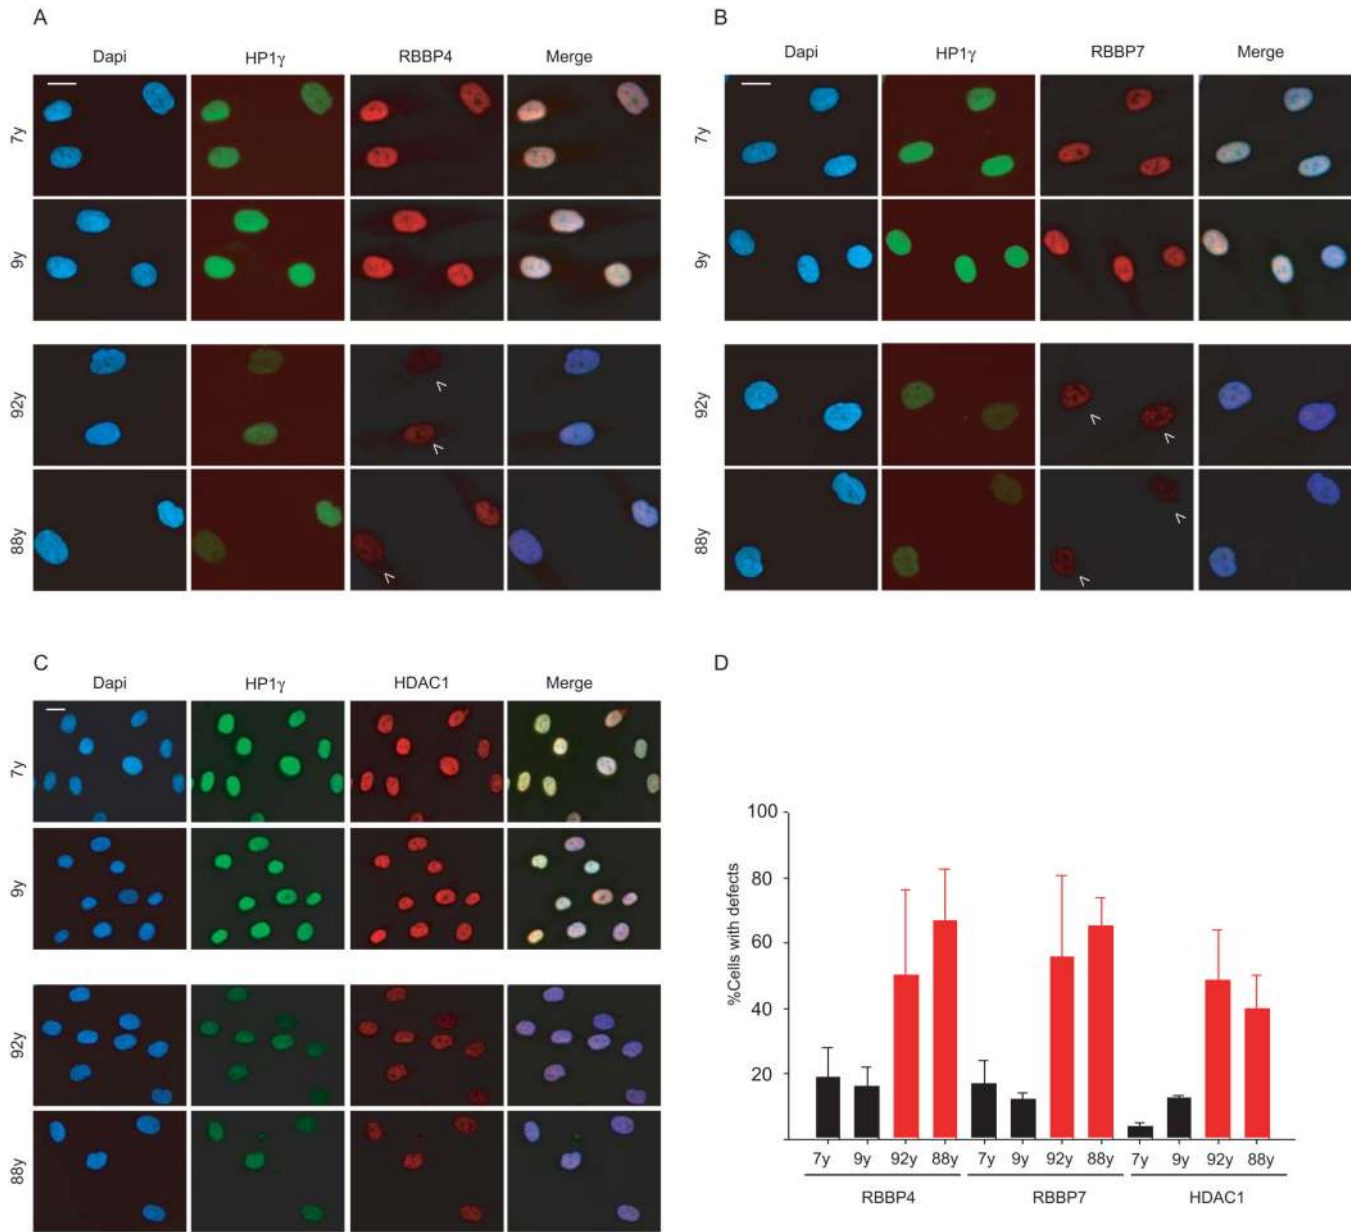 A
Dapi HP1γ RBBP4 Merge
7y
9y
92y
88y
B
Dapi HP1γ RBBP7 Merge
7y
9y
92y
88y
C
Dapi HP1γ HDAC1 Merge
7y
9y
92y
88y
D
%Cells with defects
100
80
60
40
20
7y 9y 92y 88y 7y 9y 92y 88y 7y 9y 92y 88y
RBBP4 RBBP7 HDAC1